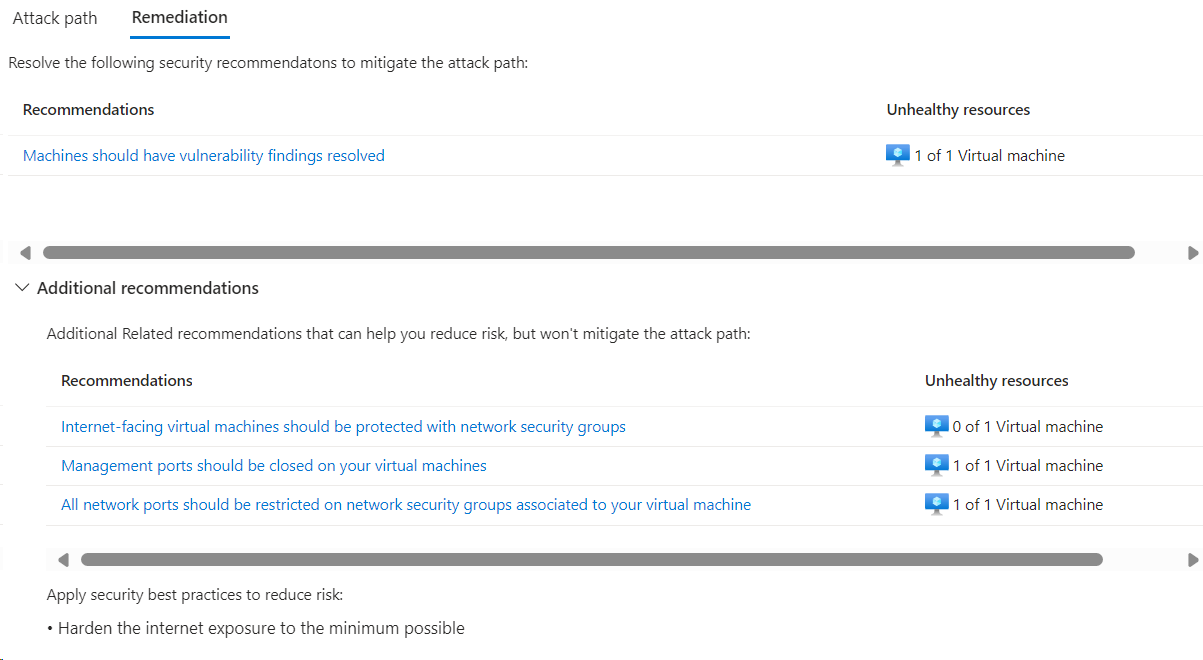 Attack path Remediation
Resolve the following security recommendatons to mitigate the attack path:
Recommendations Unhealthy resources
Machines should have vulnerability findings resolved 1 of 1 Virtual machine
Additional recommendations
Additional Related recommendations that can help you reduce risk, but won't mitigate the attack path:
Recommendations Unhealthy resources
Internet-facing virtual machines should be protected with network security groups 0 of 1 Virtual machine
Management ports should be closed on your virtual machines 1 of 1 Virtual machine
All network ports should be restricted on network security groups associated to your virtual machine 1 of 1 Virtual machine
Apply security best practices to reduce risk:
• Harden the internet exposure to the minimum possible